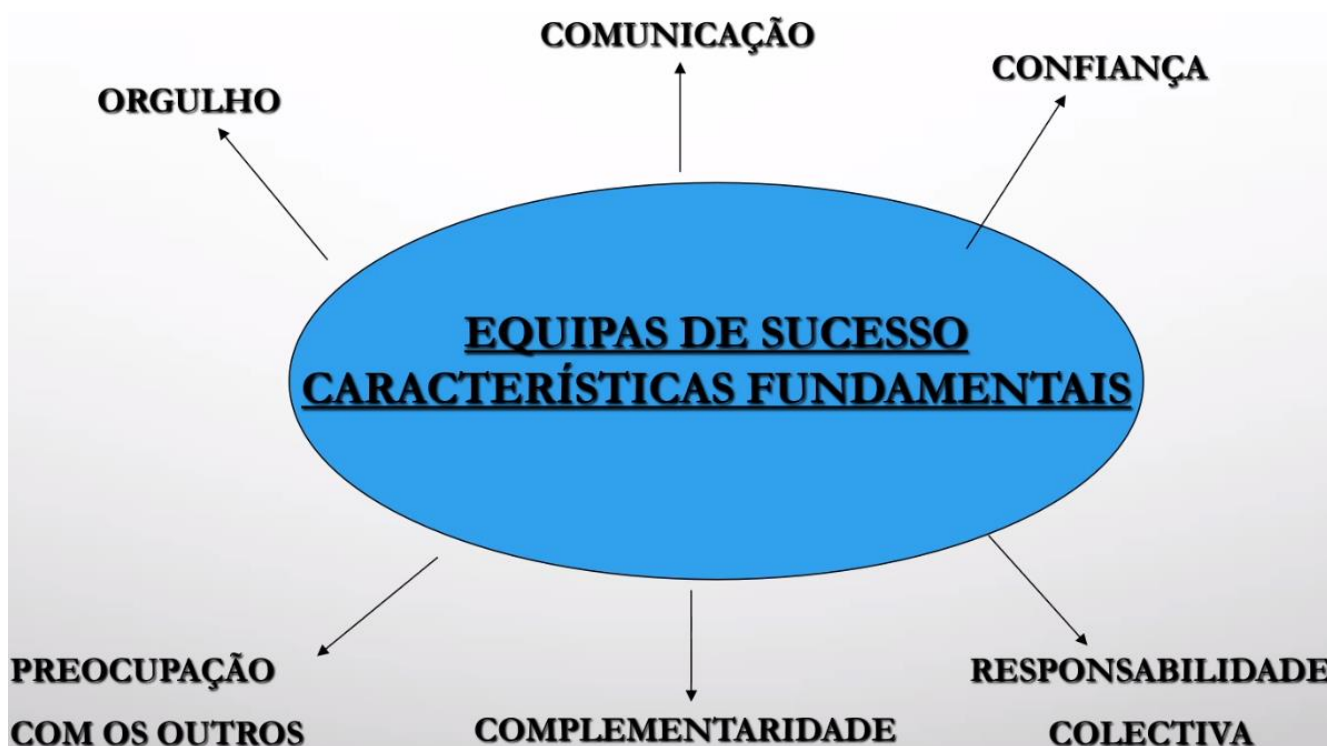 COMUNICAÇÃO
CONFIANÇA
ORGULHO
EQUIPAS DE SUCESSO
CARACTERÍSTICAS FUNDAMENTAIS
PREOCUPAÇÃO
COM OS OUTROS
COMPLEMENTARIDADE
RESPONSABILIDADE
COLECTIVA